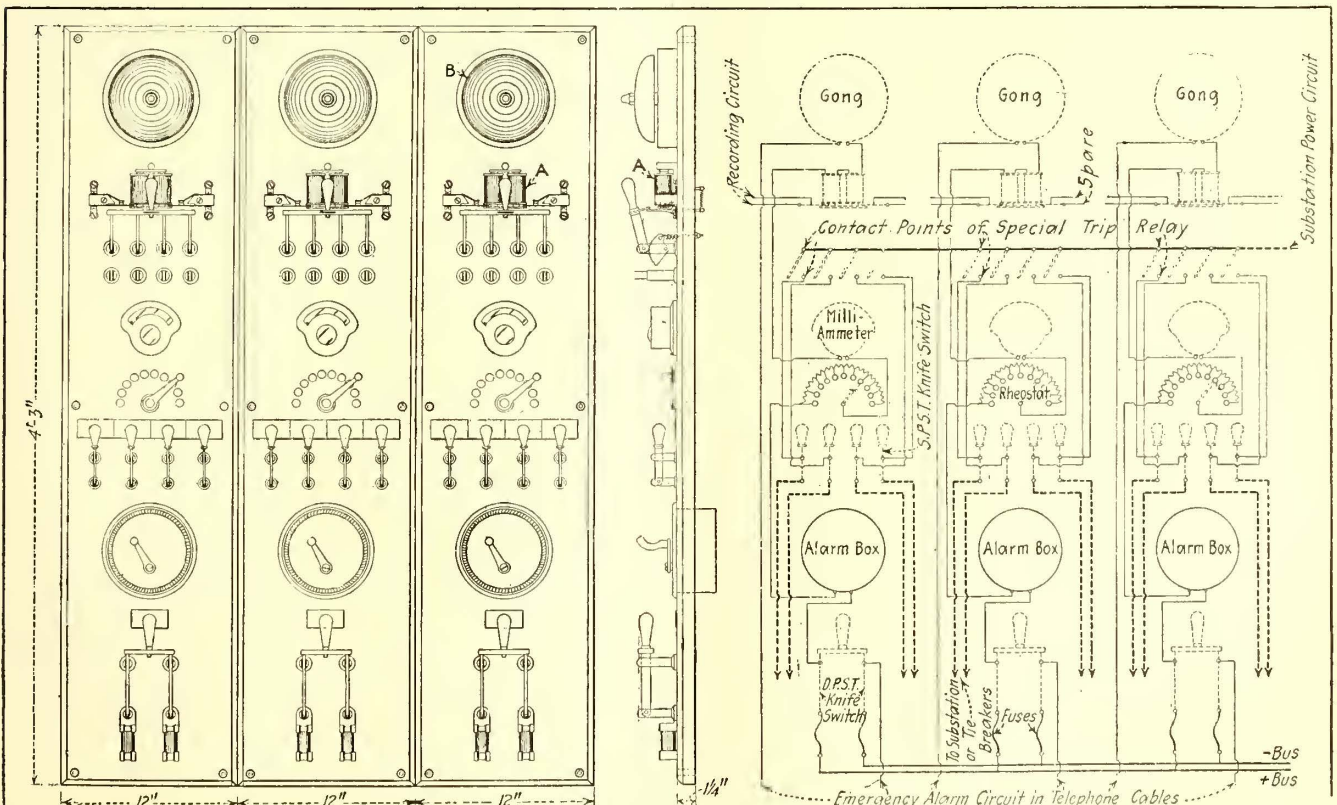 B
A
4'-3"
12"
12"
12"
A
1¼"
Recording Circuit
Gong
Gong
Gong
Spare
Substation Power Circuit
Contact Points of Special Trip Relay
Milli-
Ammeter
S.P.S.T. Knife Switch
Rheostat
Alarm Box
Alarm Box
Alarm Box
D.P.S.T.
Knife
Switch
To Substation
or Tie
Breakers
Fuses
-Bus
+Bus
Emergency Alarm Circuit in Telephone Cables